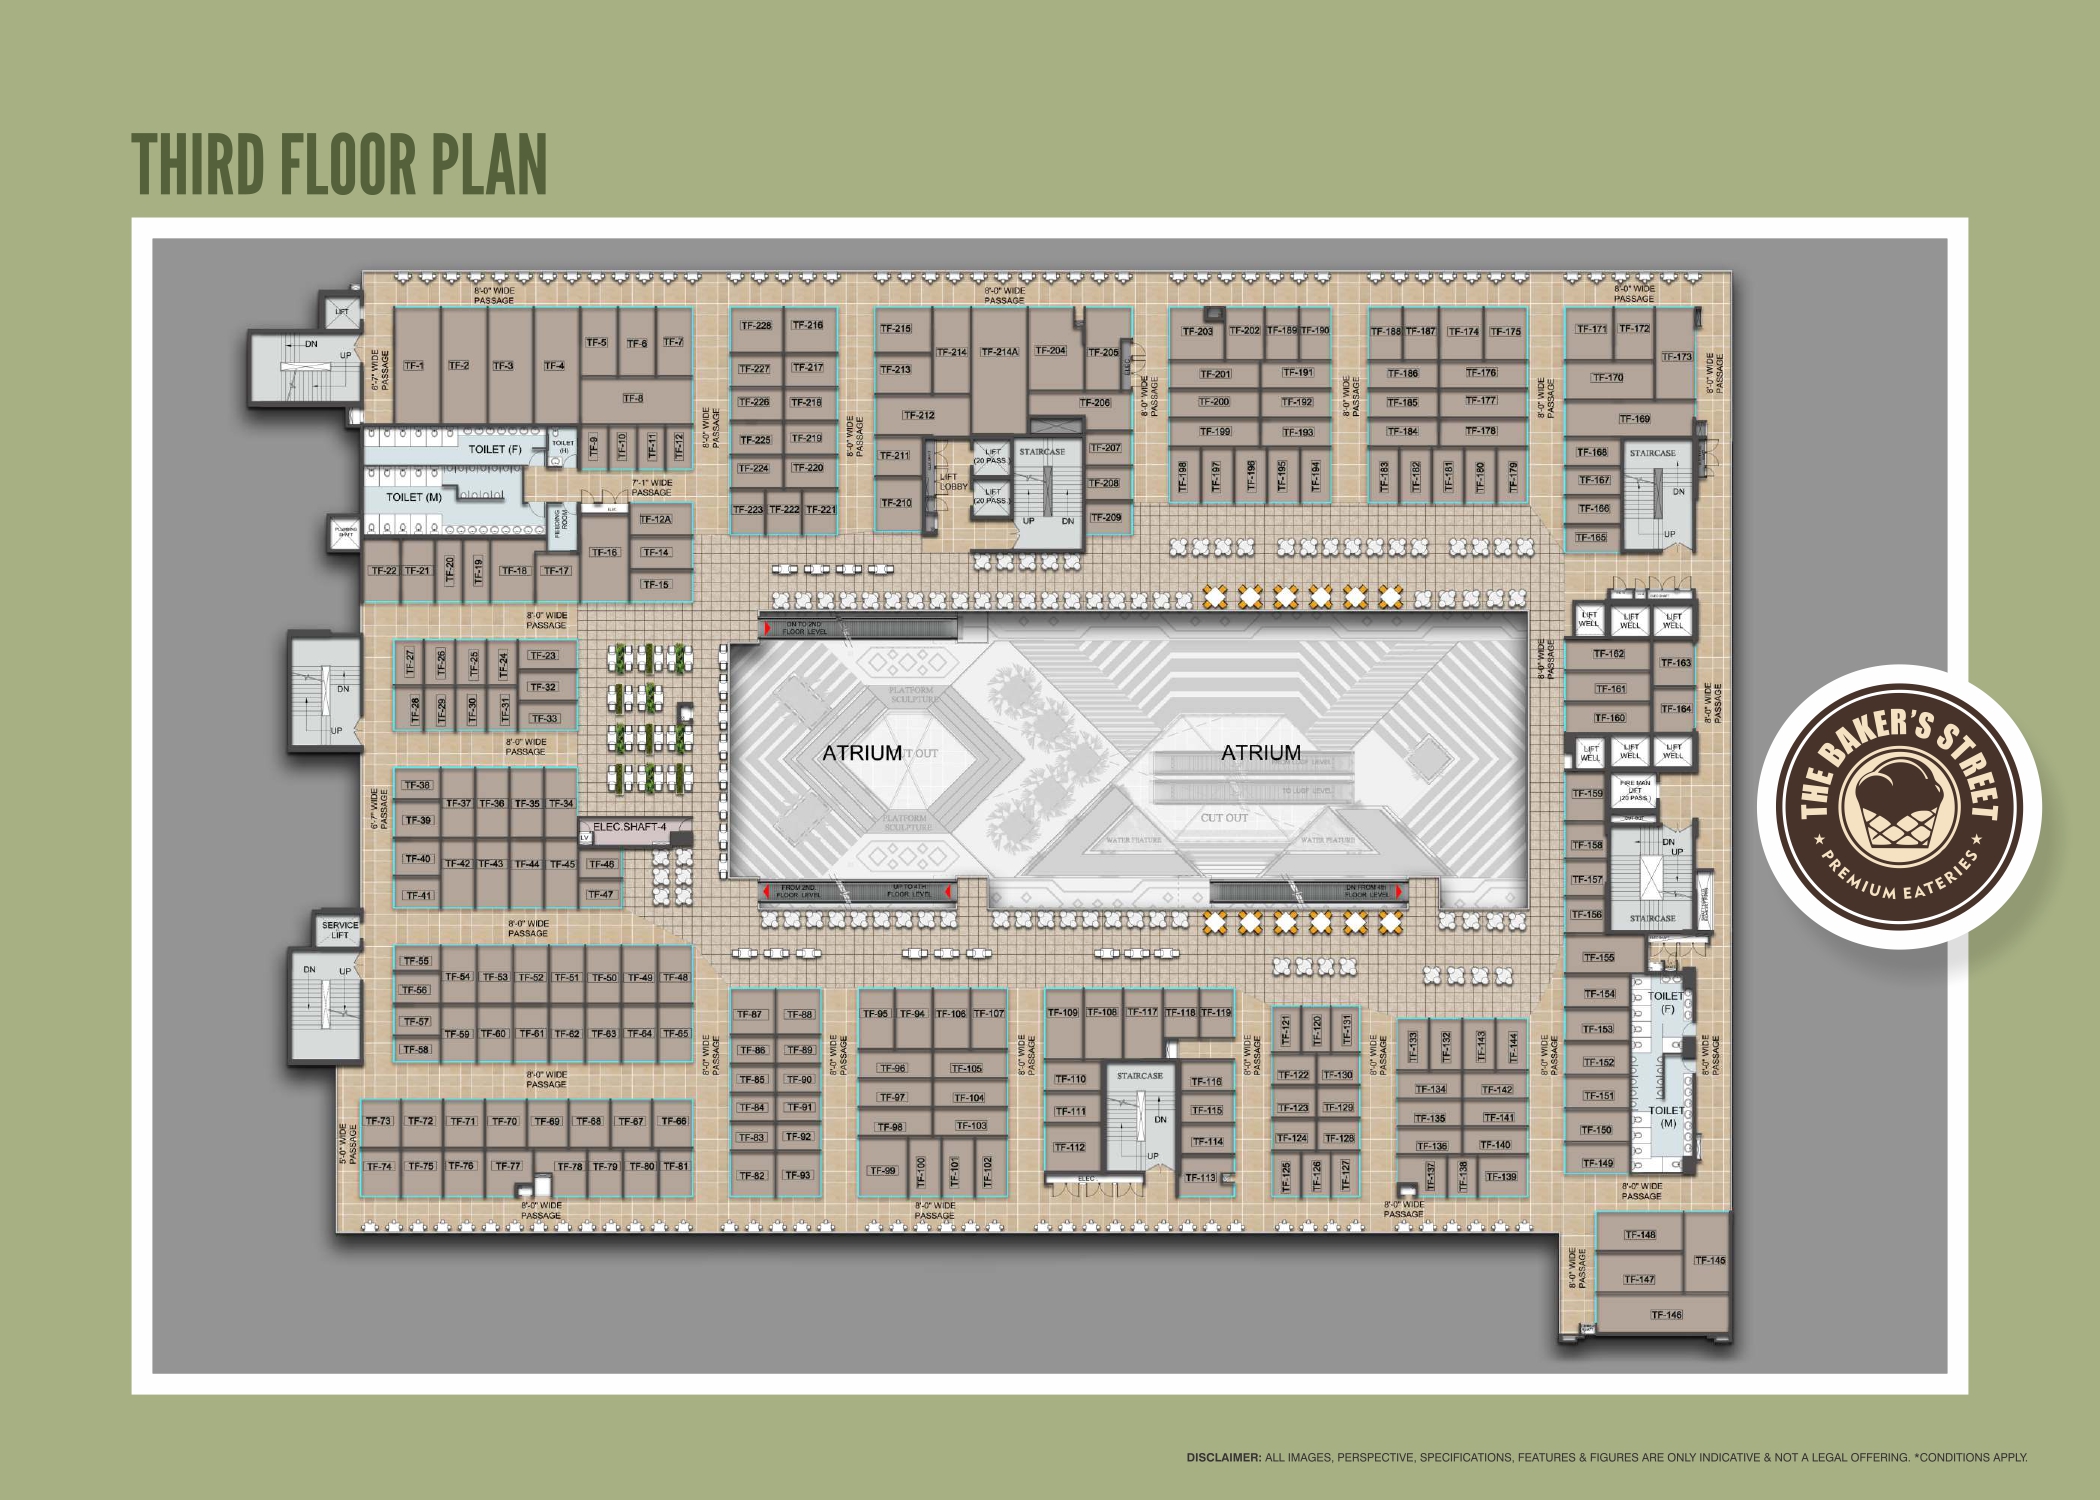 THIRD FLOOR PLAN
8'-0" WIDE
PASSAGE
8'-0" WIDE
PASSAGE
8'-0" WIDE
PASSAGE
LIFT
DN
UP
8'-7" WIDE
PASSAGE
TF-1
TF-2
TF-3
TF-4
TF-5
TF-6
TF-7
TF-8
TF-9
TF-10
TF-11
TF-12
TOILET (F)
TOILET
(H)
TOILET (M)
FEEDING
ROOM
7'-1" WIDE
PASSAGE
TF-12A
TF-14
TF-15
TF-16
TF-17
TF-18
TF-19
TF-20
TF-21
TF-22
8'-0" WIDE
PASSAGE
8'-0" WIDE
PASSAGE
TF-228
TF-216
TF-227
TF-217
TF-226
TF-218
TF-225
TF-219
TF-224
TF-220
TF-223
TF-222
TF-221
8'-0" WIDE
PASSAGE
TF-215
TF-214
TF-214A
TF-204
TF-205
ELEC
TF-213
TF-212
TF-206
TF-211
TF-210
LIFT
LOBBY
LIFT
(20 PASS.)
LIFT
(20 PASS.)
STAIRCASE
UP
DN
TF-207
TF-208
TF-209
8'-0" WIDE
PASSAGE
TF-203
TF-202
TF-189
TF-190
TF-201
TF-191
TF-200
TF-192
TF-199
TF-193
TF-198
TF-197
TF-196
TF-195
TF-194
8'-0" WIDE
PASSAGE
TF-188
TF-187
TF-174
TF-175
TF-186
TF-176
TF-185
TF-177
TF-184
TF-178
TF-183
TF-182
TF-181
TF-180
TF-179
8'-0" WIDE
PASSAGE
TF-171
TF-172
TF-173
TF-170
TF-169
8'-0" WIDE
PASSAGE
TF-168
TF-167
TF-166
TF-165
STAIRCASE
DN
UP
TF-27
TF-26
TF-25
TF-24
TF-23
TF-32
TF-33
TF-28
TF-29
TF-30
TF-31
DN
UP
8'-0" WIDE
PASSAGE
TF-38
TF-39
TF-37
TF-36
TF-35
TF-34
TF-40
TF-41
TF-42
TF-43
TF-44
TF-45
TF-46
TF-47
ELEC.SHAFT-4
LV
6'-7" WIDE
PASSAGE
DN TO 2ND
FLOOR LEVEL
PLATFORM
SCULPTURE
ATRIUM
CUT OUT
PLATFORM
SCULPTURE
ATRIUM
TO LUGF LEVEL
CUT OUT
WATER FEATURE
WATER FEATURE
FROM 2ND
FLOOR LEVEL
UP TO 4TH
FLOOR LEVEL
DN FROM 4th
FLOOR LEVEL
8'-0" WIDE
PASSAGE
LIFT
WELL
LIFT
WELL
LIFT
WELL
TF-162
TF-163
TF-161
TF-160
TF-164
8'-0" WIDE
PASSAGE
LIFT
WELL
LIFT
WELL
LIFT
WELL
FIRE MAN
LIFT
(20 PASS.)
TF-159
TF-158
TF-157
TF-156
DN
UP
STAIRCASE
THE BAKER'S STREET
PREMIUM EATERIES
SERVICE
LIFT
DN
UP
8'-0" WIDE
PASSAGE
TF-55
TF-56
TF-54
TF-53
TF-52
TF-51
TF-50
TF-49
TF-48
TF-57
TF-58
TF-59
TF-60
TF-61
TF-62
TF-63
TF-64
TF-65
8'-0" WIDE
PASSAGE
5'-0" WIDE
PASSAGE
TF-73
TF-72
TF-71
TF-70
TF-69
TF-68
TF-67
TF-66
TF-74
TF-75
TF-76
TF-77
TF-78
TF-79
TF-80
TF-81
8'-0" WIDE
PASSAGE
8'-0" WIDE
PASSAGE
TF-87
TF-88
TF-86
TF-89
TF-85
TF-90
TF-84
TF-91
TF-83
TF-92
TF-82
TF-93
8'-0" WIDE
PASSAGE
TF-95
TF-94
TF-106
TF-107
TF-96
TF-105
TF-97
TF-104
TF-98
TF-103
TF-99
TF-100
TF-101
TF-102
8'-0" WIDE
PASSAGE
8'-0" WIDE
PASSAGE
TF-109
TF-108
TF-117
TF-118
TF-119
TF-110
TF-111
TF-112
STAIRCASE
DN
UP
ELEC
TF-116
TF-115
TF-114
TF-113
8'-0" WIDE
PASSAGE
TF-121
TF-120
TF-131
TF-122
TF-130
TF-123
TF-129
TF-124
TF-128
TF-125
TF-126
TF-127
8'-0" WIDE
PASSAGE
TF-133
TF-132
TF-143
TF-144
TF-134
TF-142
TF-135
TF-141
TF-136
TF-140
TF-137
TF-138
TF-139
8'-0" WIDE
PASSAGE
8'-0" WIDE
PASSAGE
TF-155
TF-154
TF-153
TF-152
TF-151
TF-150
TF-149
TOILET
(F)
TOILET
(M)
8'-0" WIDE
PASSAGE
8'-0" WIDE
PASSAGE
8'-0" WIDE
PASSAGE
TF-148
TF-145
TF-147
TF-146
DISCLAIMER: ALL IMAGES, PERSPECTIVE, SPECIFICATIONS, FEATURES & FIGURES ARE ONLY INDICATIVE & NOT A LEGAL OFFERING. *CONDITIONS APPLY.